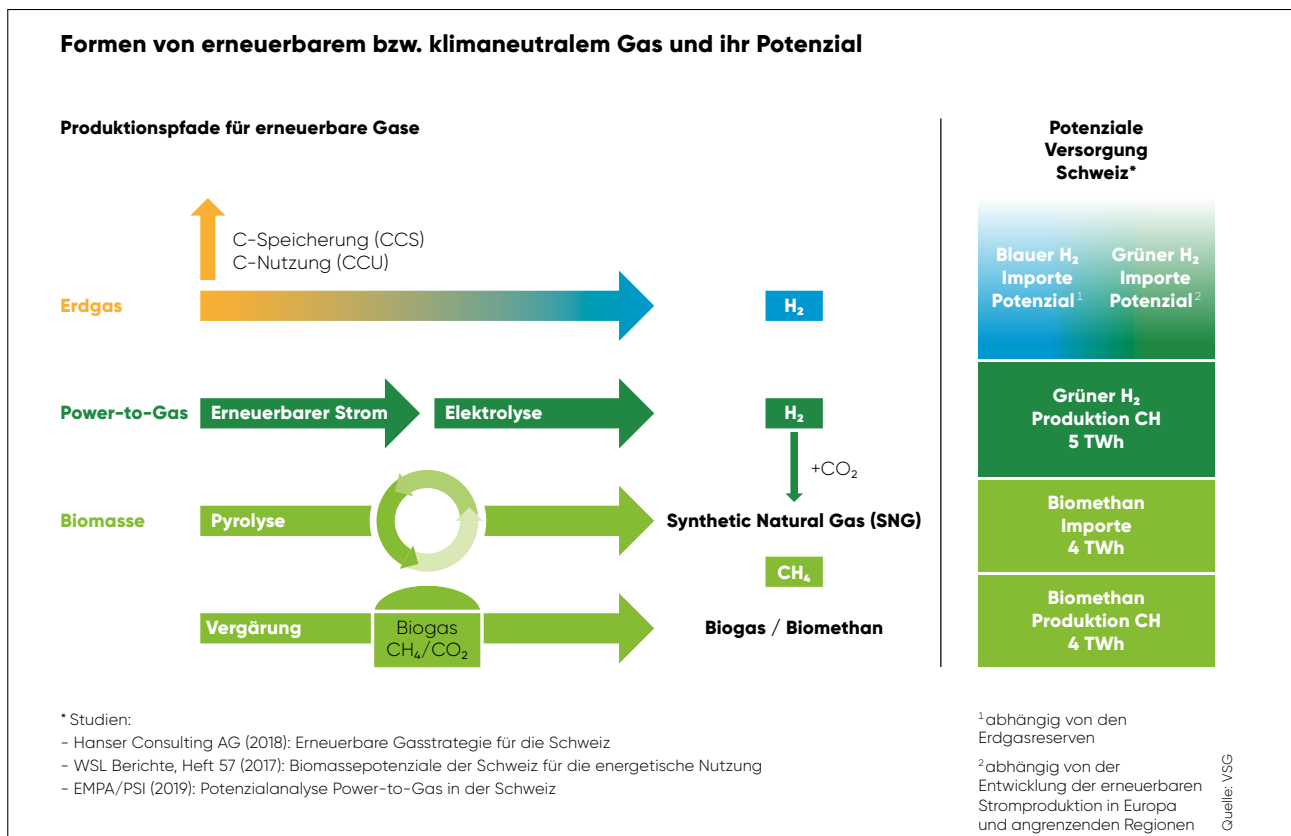 Formen von erneuerbarem bzw. klimaneutralem Gas und ihr Potenzial
Produktionspfade für erneuerbare Gase
C-Speicherung (CCS)
C-Nutzung (CCU)
Erdgas
H₂
Power-to-Gas
Erneuerbarer Strom
Elektrolyse
H₂
+CO₂
Biomasse
Pyrolyse
Synthetic Natural Gas (SNG)
CH₄
Vergärung
Biogas
CH₄/CO₂
Biogas / Biomethan
Potenziale
Versorgung
Schweiz*
Blauer H₂
Importe
Potenzial¹
Grüner H₂
Importe
Potenzial²
Grüner H₂
Produktion CH
5 TWh
Biomethan
Importe
4 TWh
Biomethan
Produktion CH
4 TWh
* Studien:
- Hanser Consulting AG (2018): Erneuerbare Gasstrategie für die Schweiz
- WSL Berichte, Heft 57 (2017): Biomassepotenziale der Schweiz für die energetische Nutzung
- EMPA/PSI (2019): Potenzialanalyse Power-to-Gas in der Schweiz
¹ abhängig von den
Erdgasreserven
² abhängig von der
Entwicklung der erneuerbaren
Stromproduktion in Europa
und angrenzenden Regionen
Quelle: VSG